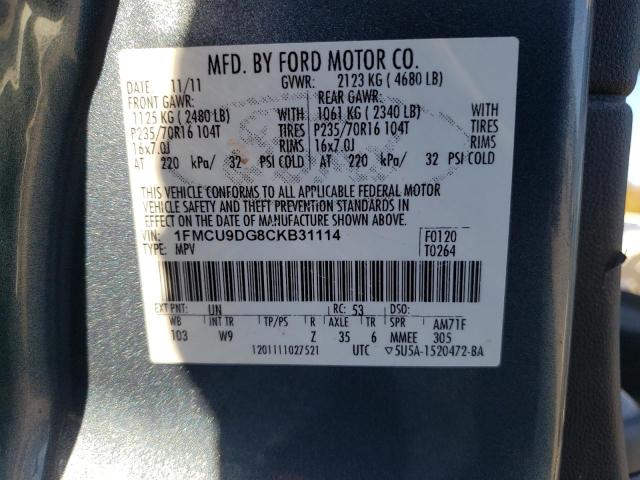 MFD. BY FORD MOTOR CO.
DATE: 11/11 GVWR: 2123 KG ( 4680 LB)
FRONT GAWR: REAR GAWR:
1125 KG ( 2480 LB) WITH 1061 KG ( 2340 LB) WITH
P235/70R16 104T TIRES P235/70R16 104T TIRES
16x7.0J RIMS 16x7.0J RIMS
AT 220 kPa/ 32 PSI COLD AT 220 kPa/ 32 PSI COLD
THIS VEHICLE CONFORMS TO ALL APPLICABLE FEDERAL MOTOR
VEHICLE SAFETY AND THEFT PREVENTION STANDARDS IN
EFFECT ON THE DATE OF MANUFACTURE SHOWN ABOVE.
VIN: 1FMCU9DG8CKB31114 F0120
TYPE: MPV T0264
EXT PNT: UN RC: 53 DSO:
WB INT TR TP/PS R AXLE TR SPR AM71F
103 W9 Z 35 6 MMEE 305
1201111027521 UTC 5U5A-1520472-BA